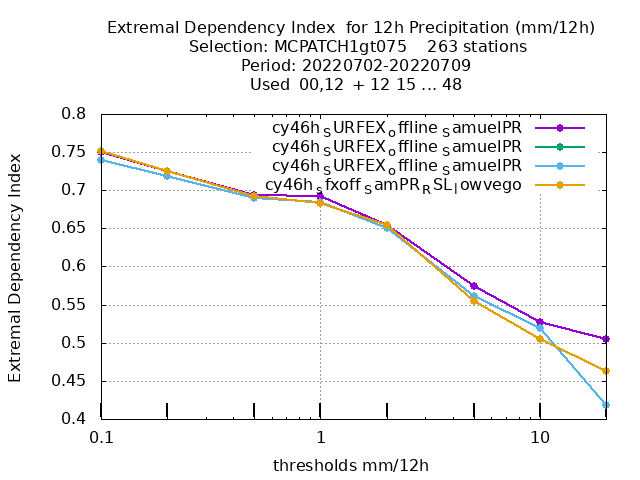 Extremal Dependency Index for 12h Precipitation (mm/12h)
Selection: MCPATCH1gt075 263 stations
Period: 20220702-20220709
Used 00,12 + 12 15 ... 48
0.8
0.75
0.7
0.65
0.6
0.55
0.5
0.45
0.4
Extremal Dependency Index
cy46h_SURFEX_offline_SamuelPR
cy46h_SURFEX_offline_SamuelPR
cy46h_SURFEX_offline_SamuelPR
cy46h_sfxoff_SamPR_RSL_lowvego
0.1 1 10
thresholds mm/12h